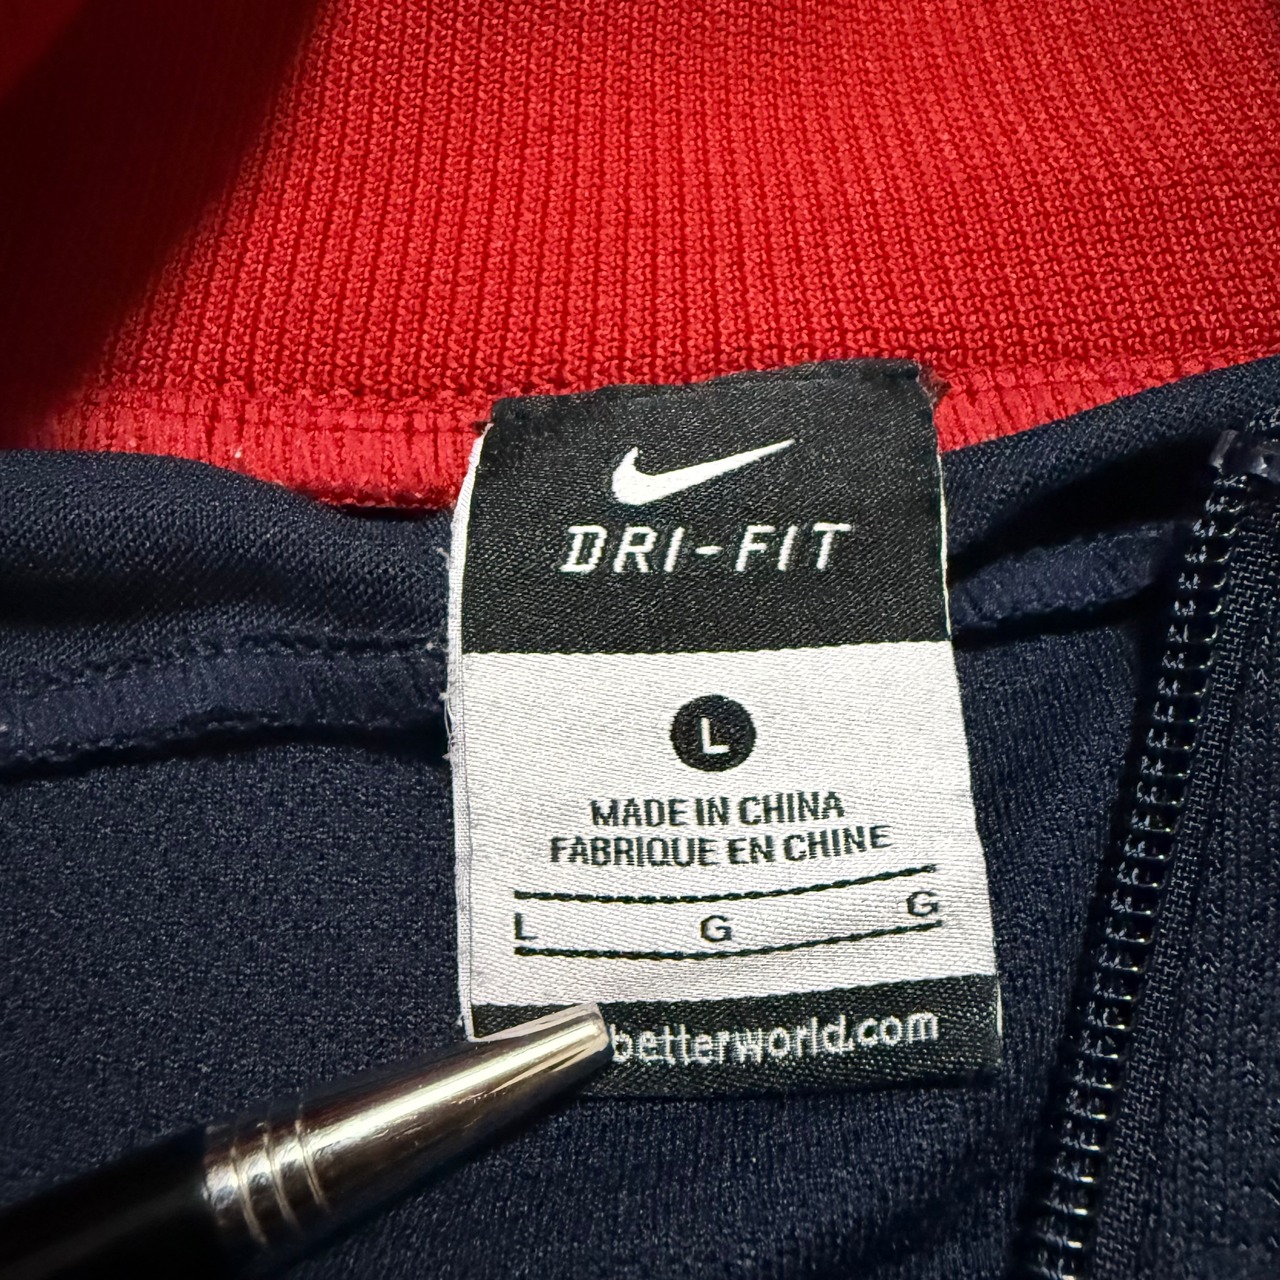 DRI-FIT
L
MADE IN CHINA
FABRIQUE EN CHINE
L G G
betterworld.com